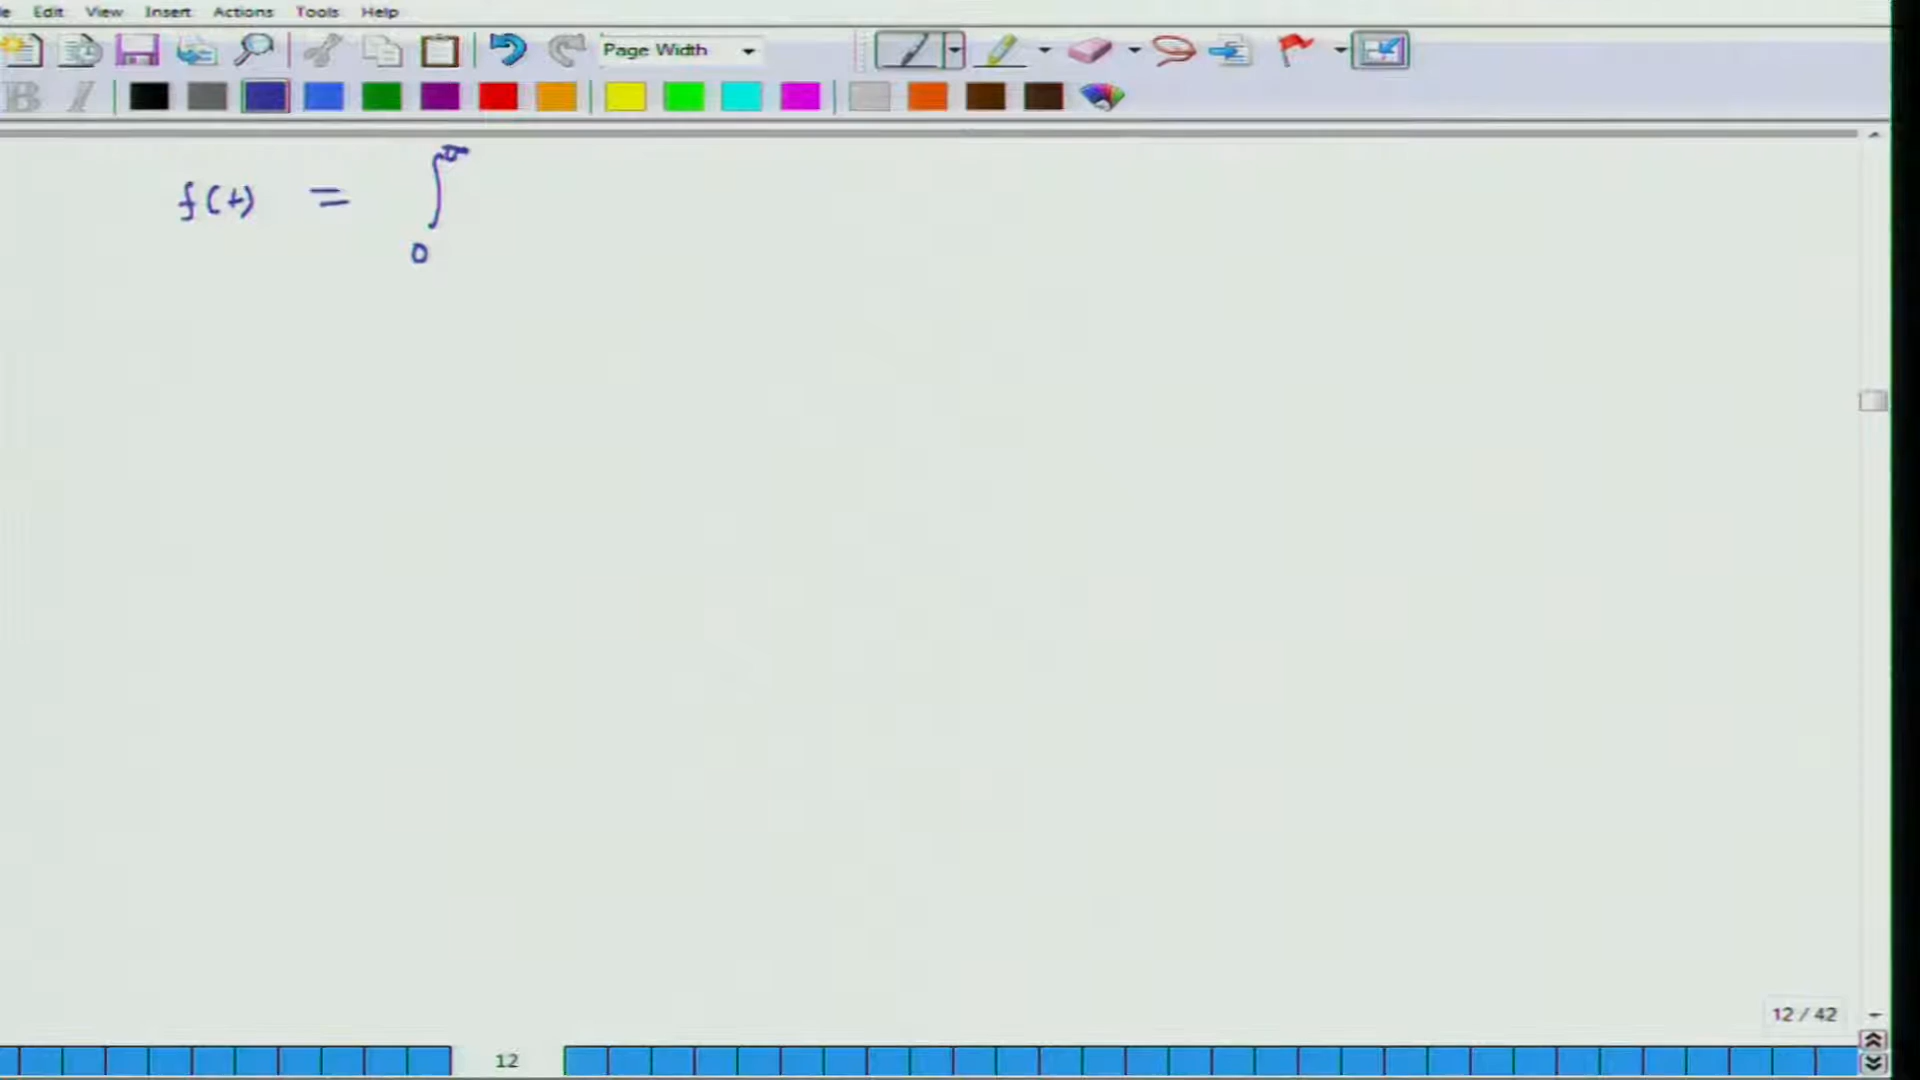 Edit View Insert Actions Tools Help
Page Width
B I
f(t) = ∫
0
12 / 42
12